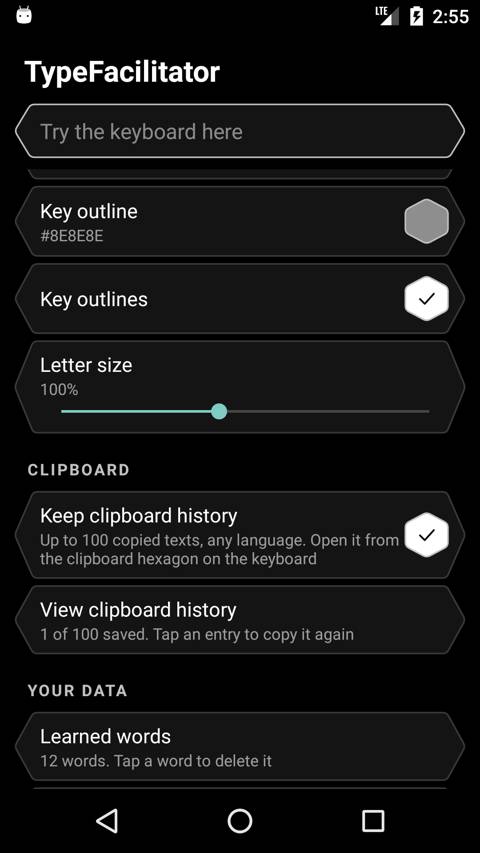 LTE
2:55
TypeFacilitator
Try the keyboard here
Key outline
#8E8E8E
Key outlines
Letter size
100%
CLIPBOARD
Keep clipboard history
Up to 100 copied texts, any language. Open it from
the clipboard hexagon on the keyboard
View clipboard history
1 of 100 saved. Tap an entry to copy it again
YOUR DATA
Learned words
12 words. Tap a word to delete it